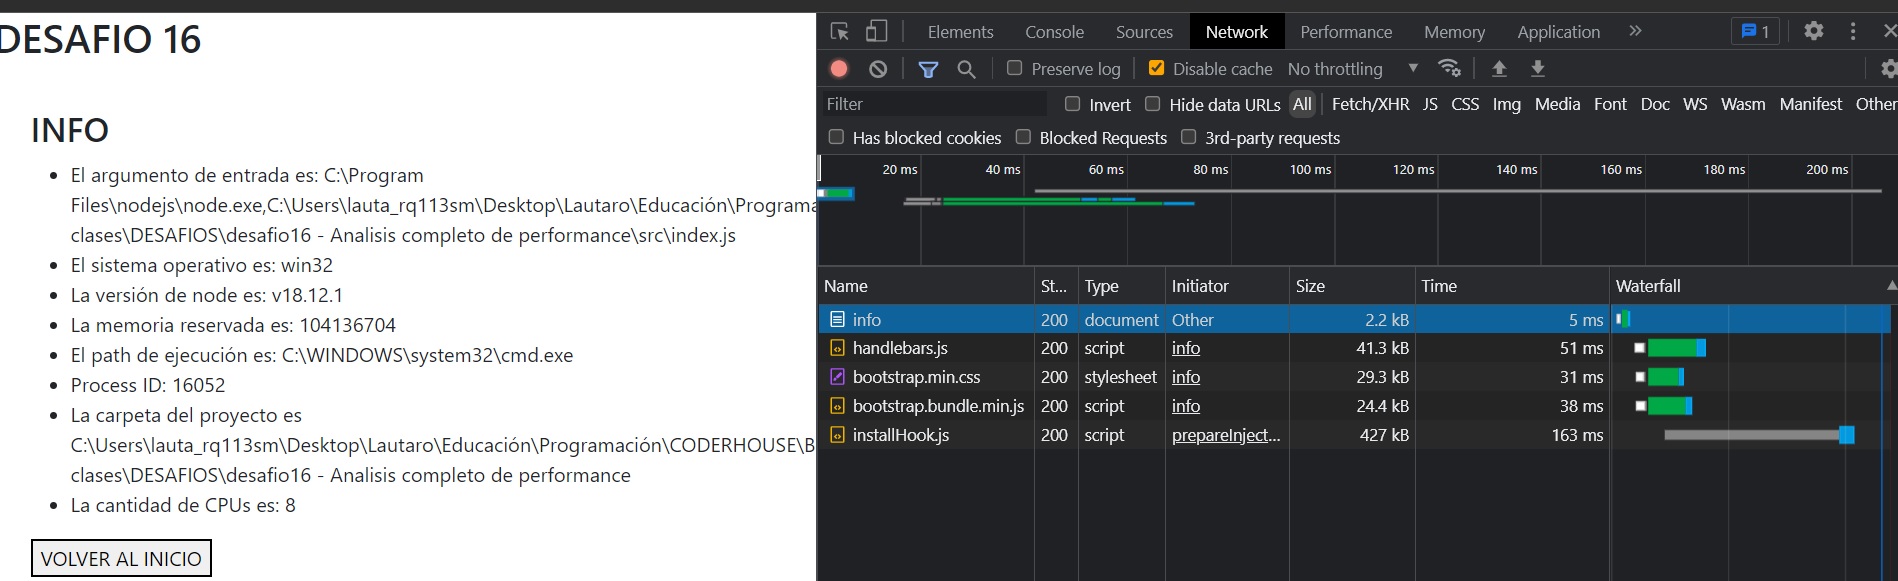 DESAFIO 16
INFO
El argumento de entrada es: C:\Program
Files\nodejs\node.exe,C:\Users\lauta_rq113sm\Desktop\Lautaro\Educación\Programa
clases\DESAFIOS\desafio16 - Analisis completo de performance\src\index.js
El sistema operativo es: win32
La versión de node es: v18.12.1
La memoria reservada es: 104136704
El path de ejecución es: C:\WINDOWS\system32\cmd.exe
Process ID: 16052
La carpeta del proyecto es
C:\Users\lauta_rq113sm\Desktop\Lautaro\Educación\Programación\CODERHOUSE\B
clases\DESAFIOS\desafio16 - Analisis completo de performance
La cantidad de CPUs es: 8
VOLVER AL INICIO
Elements Console Sources Network Performance Memory Application » 1
Preserve log Disable cache No throttling
Filter Invert Hide data URLs All Fetch/XHR JS CSS Img Media Font Doc WS Wasm Manifest Other
Has blocked cookies Blocked Requests 3rd-party requests
20 ms 40 ms 60 ms 80 ms 100 ms 120 ms 140 ms 160 ms 180 ms 200 ms
Name St... Type Initiator Size Time Waterfall
info 200 document Other 2.2 kB 5 ms
handlebars.js 200 script info 41.3 kB 51 ms
bootstrap.min.css 200 stylesheet info 29.3 kB 31 ms
bootstrap.bundle.min.js 200 script info 24.4 kB 38 ms
installHook.js 200 script prepareInject... 427 kB 163 ms